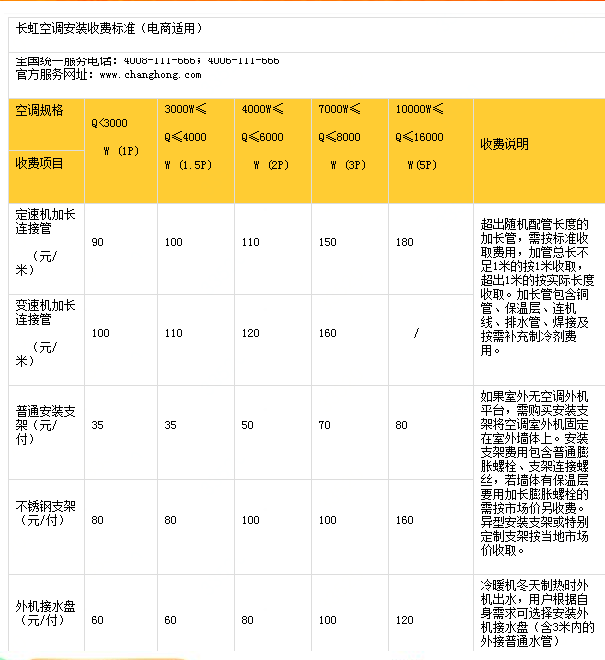 长虹空调安装收费标准（电商适用）
全国统一服务电话：4008-111-666；4006-111-666
官方服务网址：www.changhong.com
空调规格
收费项目
Q<3000
W (1P)
3000W≤
Q≤4000
W (1.5P)
4000W≤
Q≤6000
W (2P)
7000W≤
Q≤8000
W (3P)
10000W≤
Q≤16000
W(5P)
收费说明
定速机加长
连接管
（元/
米）
90
100
110
150
180
超出随机配管长度的
加长管，需按标准收
取费用，加管总长不
足1米的按1米收取，
超出1米的按实际长度
收取。加长管包含铜
管、保温层、连机
线、排水管、焊接及
按需补充制冷剂费
用。
变速机加长
连接管
（元/
米）
100
110
120
160
/
普通安装支
架（元/
付）
35
35
50
70
80
如果室外无空调外机
平台，需购买安装支
架将空调室外机固定
在室外墙体上。安装
支架费用包含普通膨
胀螺栓、支架连接螺
丝，若墙体有保温层
要用加长膨胀螺栓的
需按市场价另收费。
异型安装支架或特别
定制支架按当地市场
价收取。
不锈钢支架
（元/付）
80
80
100
100
160
外机接水盘
（元/付）
60
60
80
100
120
冷暖机冬天制热时外
机出水，用户根据自
身需求可选择安装外
机接水盘（含3米内的
外接普通水管）